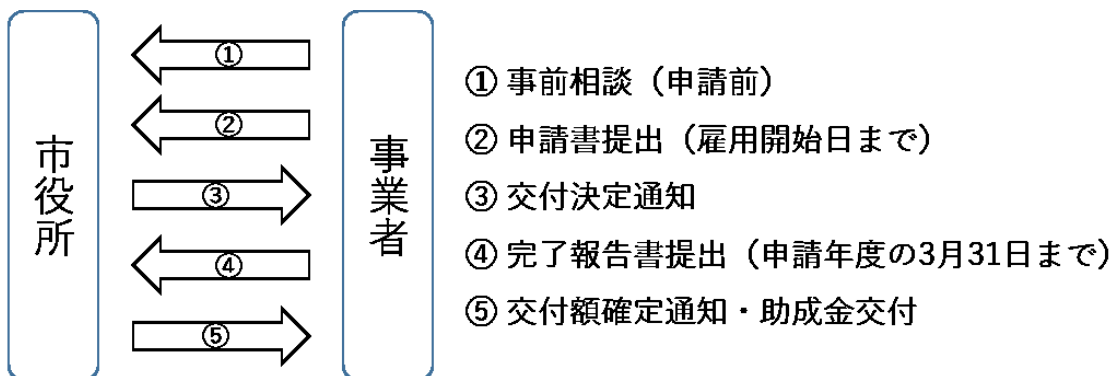 市役所
事業者
①
②
③
④
⑤
① 事前相談（申請前）
② 申請書提出（雇用開始日まで）
③ 交付決定通知
④ 完了報告書提出（申請年度の3月31日まで）
⑤ 交付額確定通知・助成金交付